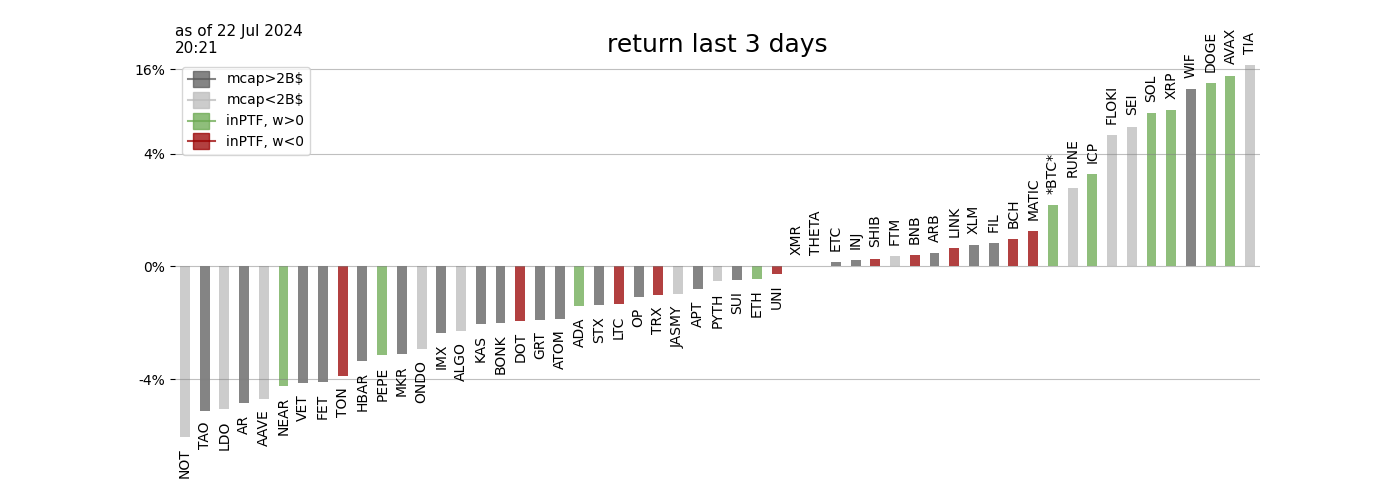 as of 22 Jul 2024
20:21
return last 3 days
mcap>2B$
mcap<2B$
inPTF, w>0
inPTF, w<0
16%
4%
0%
-4%
NOT
TAO
LDO
AR
AAVE
NEAR
VET
FET
TON
HBAR
PEPE
MKR
ONDO
IMX
ALGO
KAS
BONK
DOT
GRT
ATOM
ADA
STX
LTC
OP
TRX
JASMY
APT
PYTH
SUI
ETH
UNI
XMR
THETA
ETC
INJ
SHIB
FTM
BNB
ARB
LINK
XLM
FIL
BCH
MATIC
*BTC*
RUNE
ICP
FLOKI
SEI
SOL
XRP
WIF
DOGE
AVAX
TIA